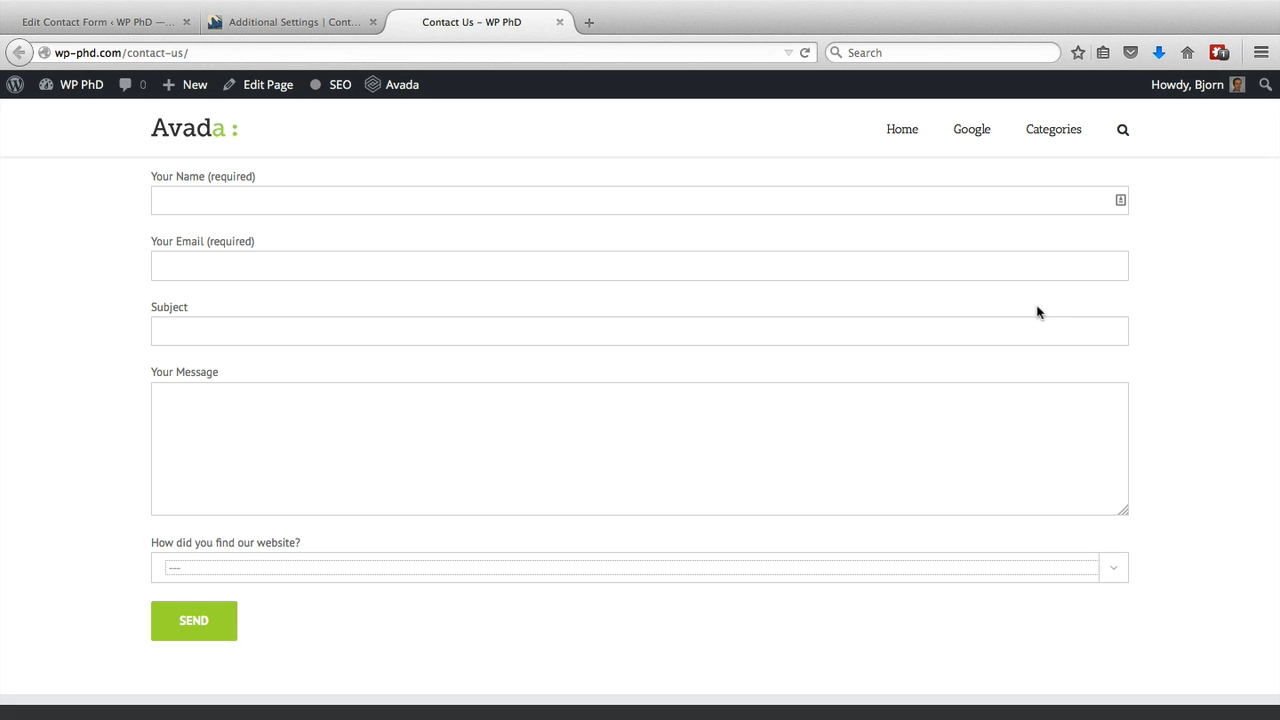 Edit Contact Form ‹ WP PhD —...
Additional Settings | Cont...
Contact Us – WP PhD
wp-phd.com/contact-us/
Search
1
WP PhD
0
New
Edit Page
SEO
Avada
Howdy, Bjorn
Avada :
Home
Google
Categories
Your Name (required)
Your Email (required)
Subject
Your Message
How did you find our website?
---
SEND